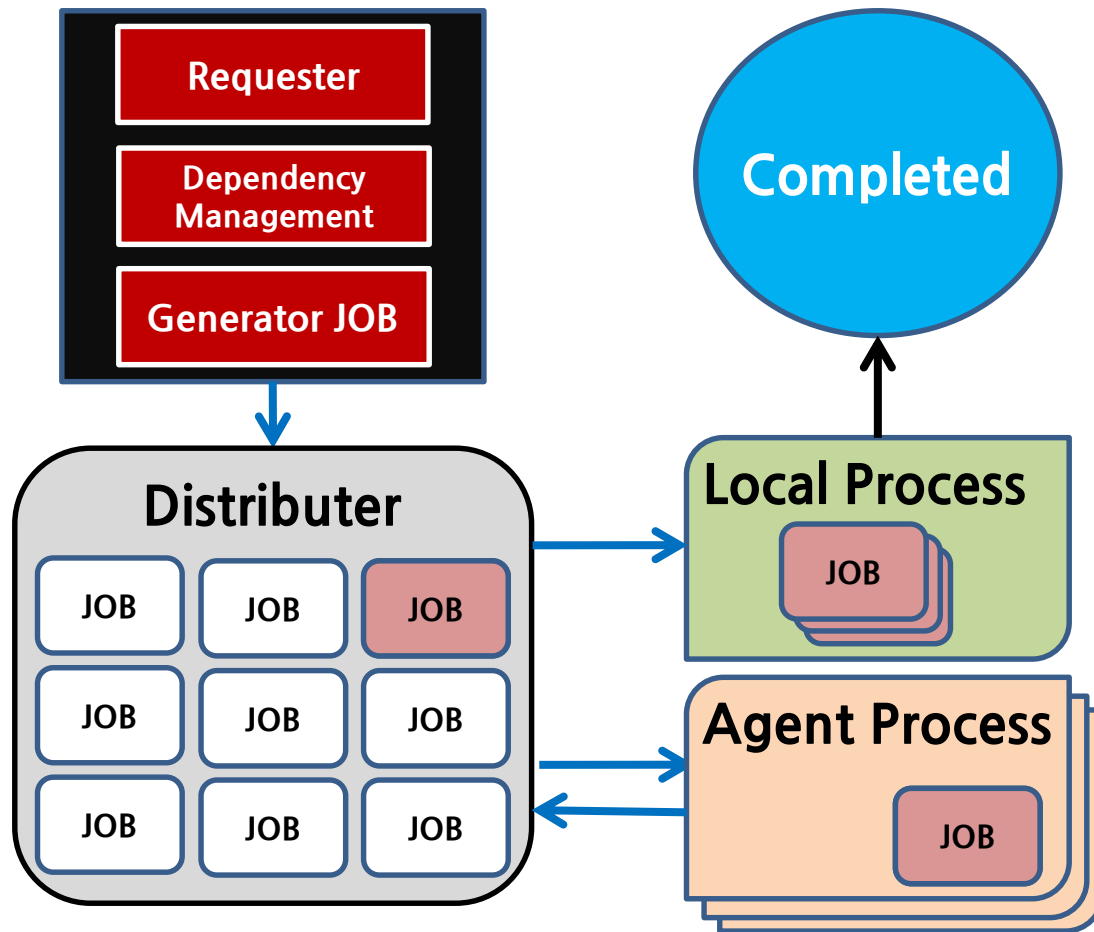 Requester
Dependency
Management
Generator JOB
Completed
Distributer
JOB
JOB
JOB
JOB
JOB
JOB
JOB
JOB
JOB
Local Process
JOB
Agent Process
JOB